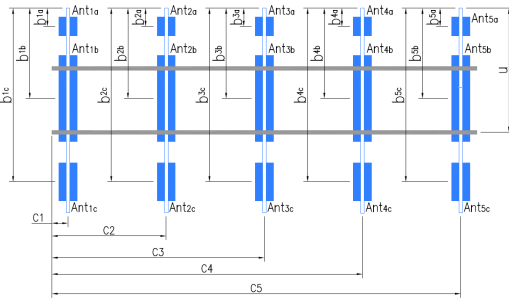 Ant1a Ant2a Ant3a Ant4a Ant5a
b1a b2a b3a b4a b5a
Ant1b Ant2b Ant3b Ant4b Ant5b
b1b b2b b3b b4b b5b
u
b1c b2c b3c b4c b5c
Ant1c Ant2c Ant3c Ant4c Ant5c
C1
C2
C3
C4
C5